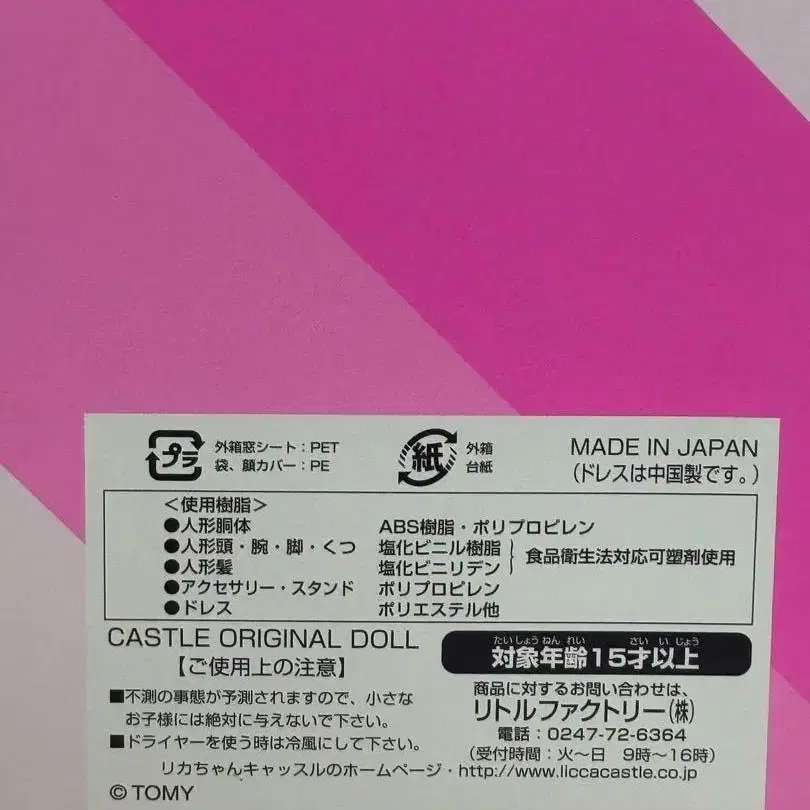 プラ 外箱窓シート：PET
袋、顔カバー：PE
紙 外箱
台紙
MADE IN JAPAN
（ドレスは中国製です。）
＜使用樹脂＞
●人形胴体 ABS樹脂・ポリプロピレン
●人形頭・腕・脚・くつ 塩化ビニル樹脂
●人形髪 塩化ビニリデン
食品衛生法対応可塑剤使用
●アクセサリー・スタンド ポリプロピレン
●ドレス ポリエステル他
CASTLE ORIGINAL DOLL
【ご使用上の注意】
■不測の事態が予測されますので、小さな
お子様には絶対に与えないで下さい。
■ドライヤーを使う時は冷風にして下さい。
たいしょうねんれい さいいじょう
対象年齢15才以上
商品に対するお問い合わせは、
リトルファクトリー（株）
電話：0247-72-6364
（受付時間：火〜日 9時〜16時）
リカちゃんキャッスルのホームページ・http://www.liccacastle.co.jp
© TOMY